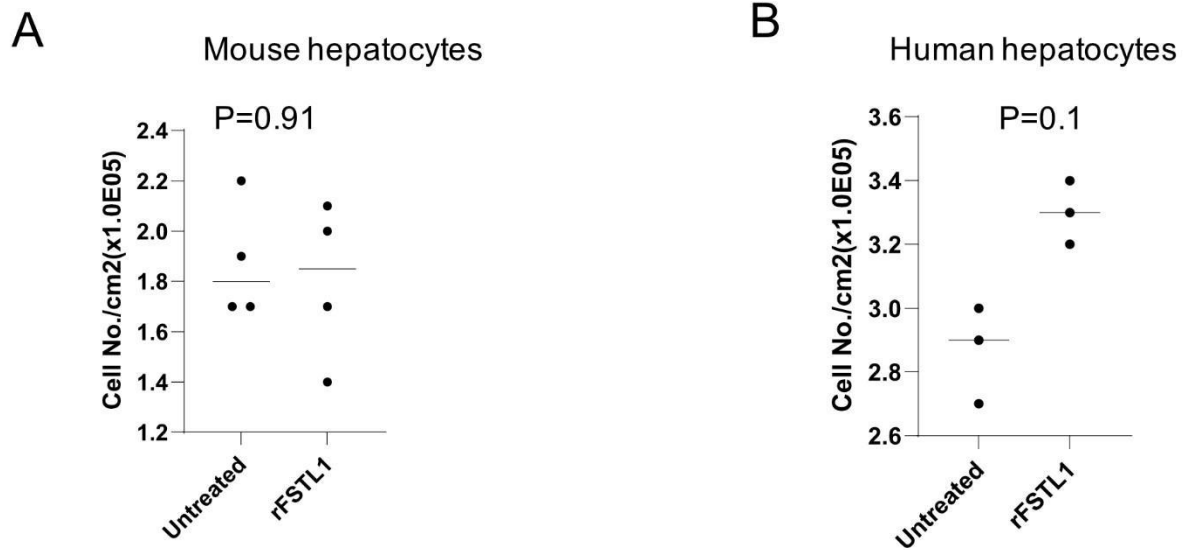 A
Mouse hepatocytes
P=0.91
Cell No./cm2(x1.0E05)
2.4
2.2
2.0
1.8
1.6
1.4
1.2
Untreated
rFSTL1
B
Human hepatocytes
P=0.1
Cell No./cm2(x1.0E05)
3.6
3.4
3.2
3.0
2.8
2.6
Untreated
rFSTL1